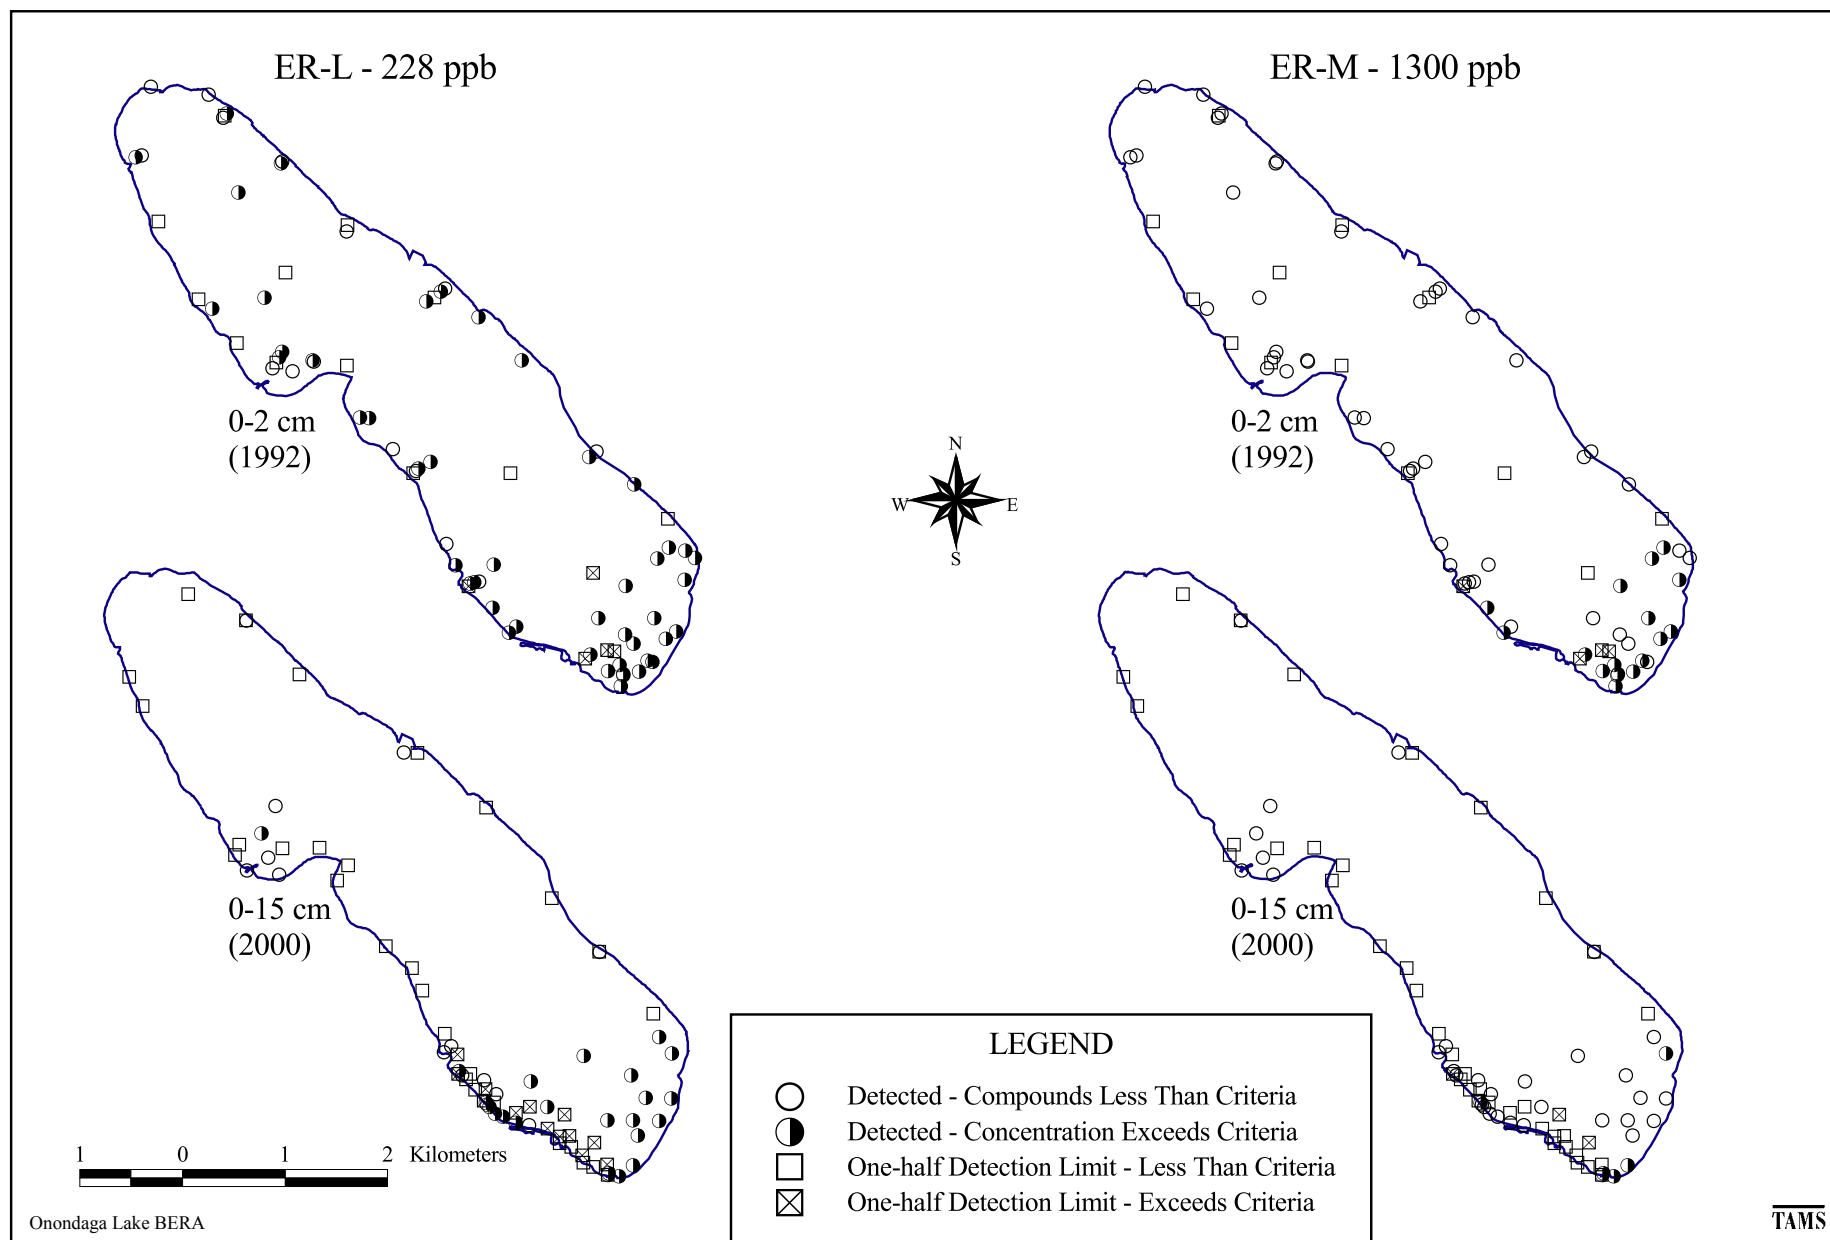 ER-L - 228 ppb
ER-M - 1300 ppb
0-2 cm
(1992)
0-2 cm
(1992)
N
W
E
S
0-15 cm
(2000)
0-15 cm
(2000)
LEGEND
Detected - Compounds Less Than Criteria
Detected - Concentration Exceeds Criteria
One-half Detection Limit - Less Than Criteria
One-half Detection Limit - Exceeds Criteria
1 0 1 2 Kilometers
Onondaga Lake BERA
TAMS